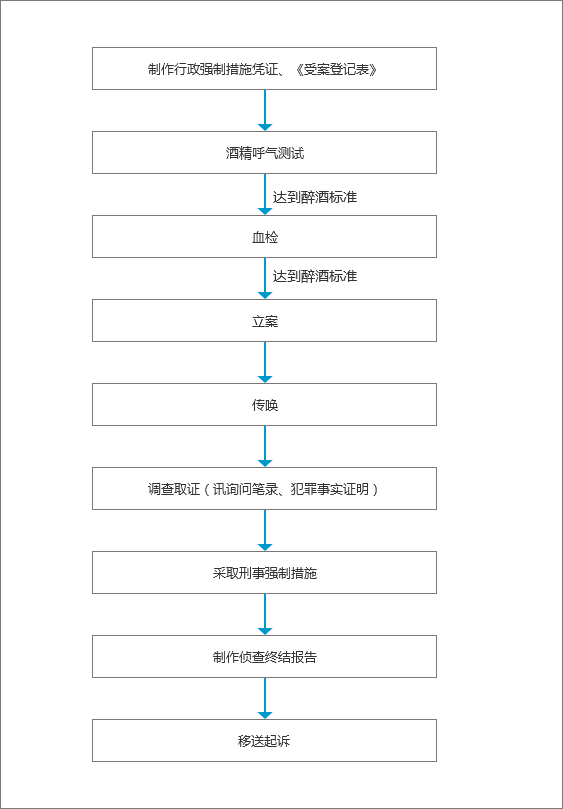 制作行政强制措施凭证、《受案登记表》
酒精呼气测试
达到醉酒标准
血检
达到醉酒标准
立案
传唤
调查取证（讯询问笔录、犯罪事实证明）
采取刑事强制措施
制作侦查终结报告
移送起诉